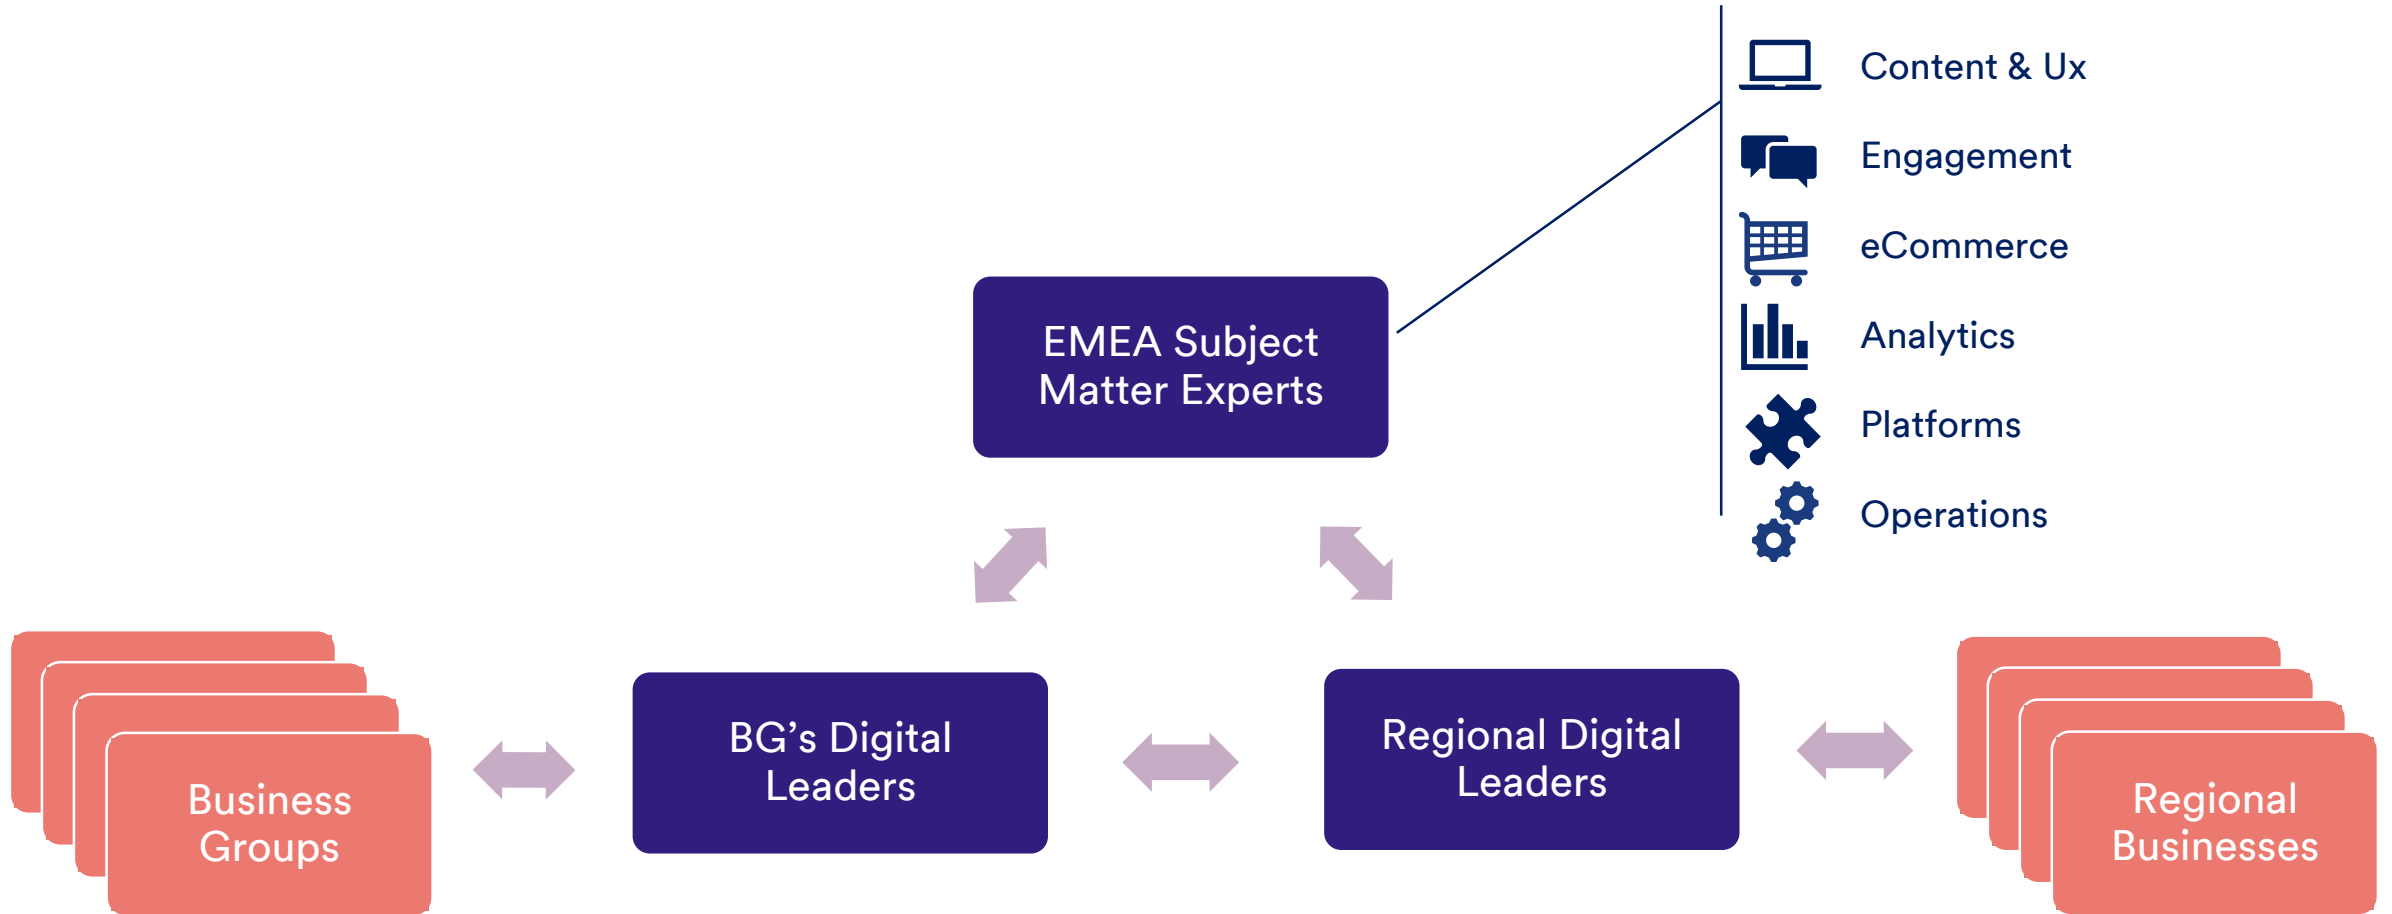 Content & Ux
Engagement
eCommerce
Analytics
Platforms
Operations
EMEA Subject
Matter Experts
Business
Groups
BG’s Digital
Leaders
Regional Digital
Leaders
Regional
Businesses